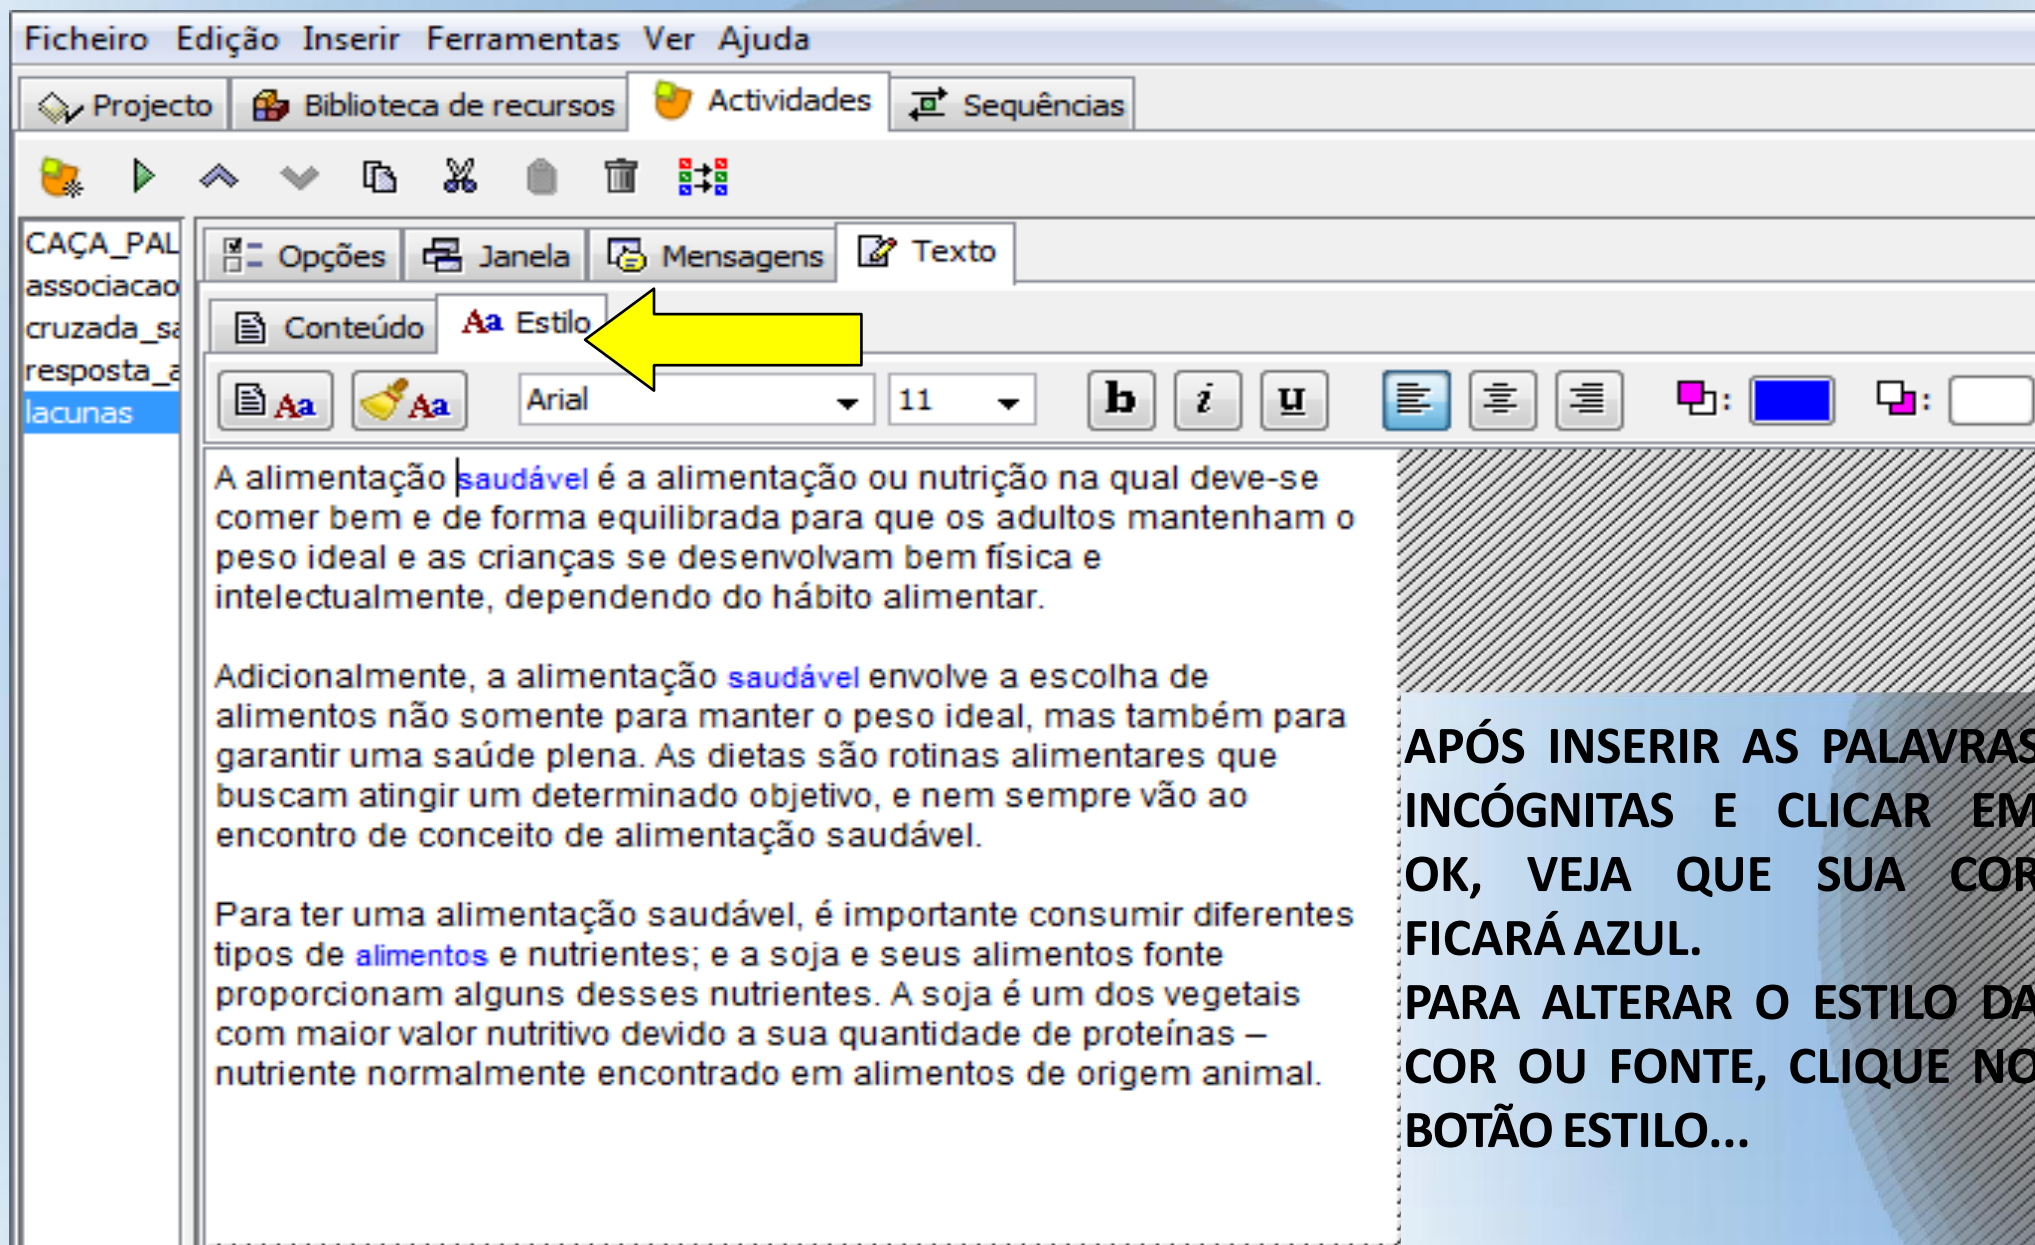 Ficheiro Edição Inserir Ferramentas Ver Ajuda
Projecto Biblioteca de recursos Actividades Sequências
CAÇA_PAL
associacao
cruzada_sa
resposta_a
lacunas
Opções Janela Mensagens Texto
Conteúdo Aa Estilo
Aa Aa Arial 11 b i u
A alimentação saudável é a alimentação ou nutrição na qual deve-se
comer bem e de forma equilibrada para que os adultos mantenham o
peso ideal e as crianças se desenvolvam bem física e
intelectualmente, dependendo do hábito alimentar.
Adicionalmente, a alimentação saudável envolve a escolha de
alimentos não somente para manter o peso ideal, mas também para
garantir uma saúde plena. As dietas são rotinas alimentares que
buscam atingir um determinado objetivo, e nem sempre vão ao
encontro de conceito de alimentação saudável.
Para ter uma alimentação saudável, é importante consumir diferentes
tipos de alimentos e nutrientes; e a soja e seus alimentos fonte
proporcionam alguns desses nutrientes. A soja é um dos vegetais
com maior valor nutritivo devido a sua quantidade de proteínas –
nutriente normalmente encontrado em alimentos de origem animal.
APÓS INSERIR AS PALAVRAS
INCÓGNITAS E CLICAR EM
OK, VEJA QUE SUA COR
FICARÁ AZUL.
PARA ALTERAR O ESTILO DA
COR OU FONTE, CLIQUE NO
BOTÃO ESTILO...